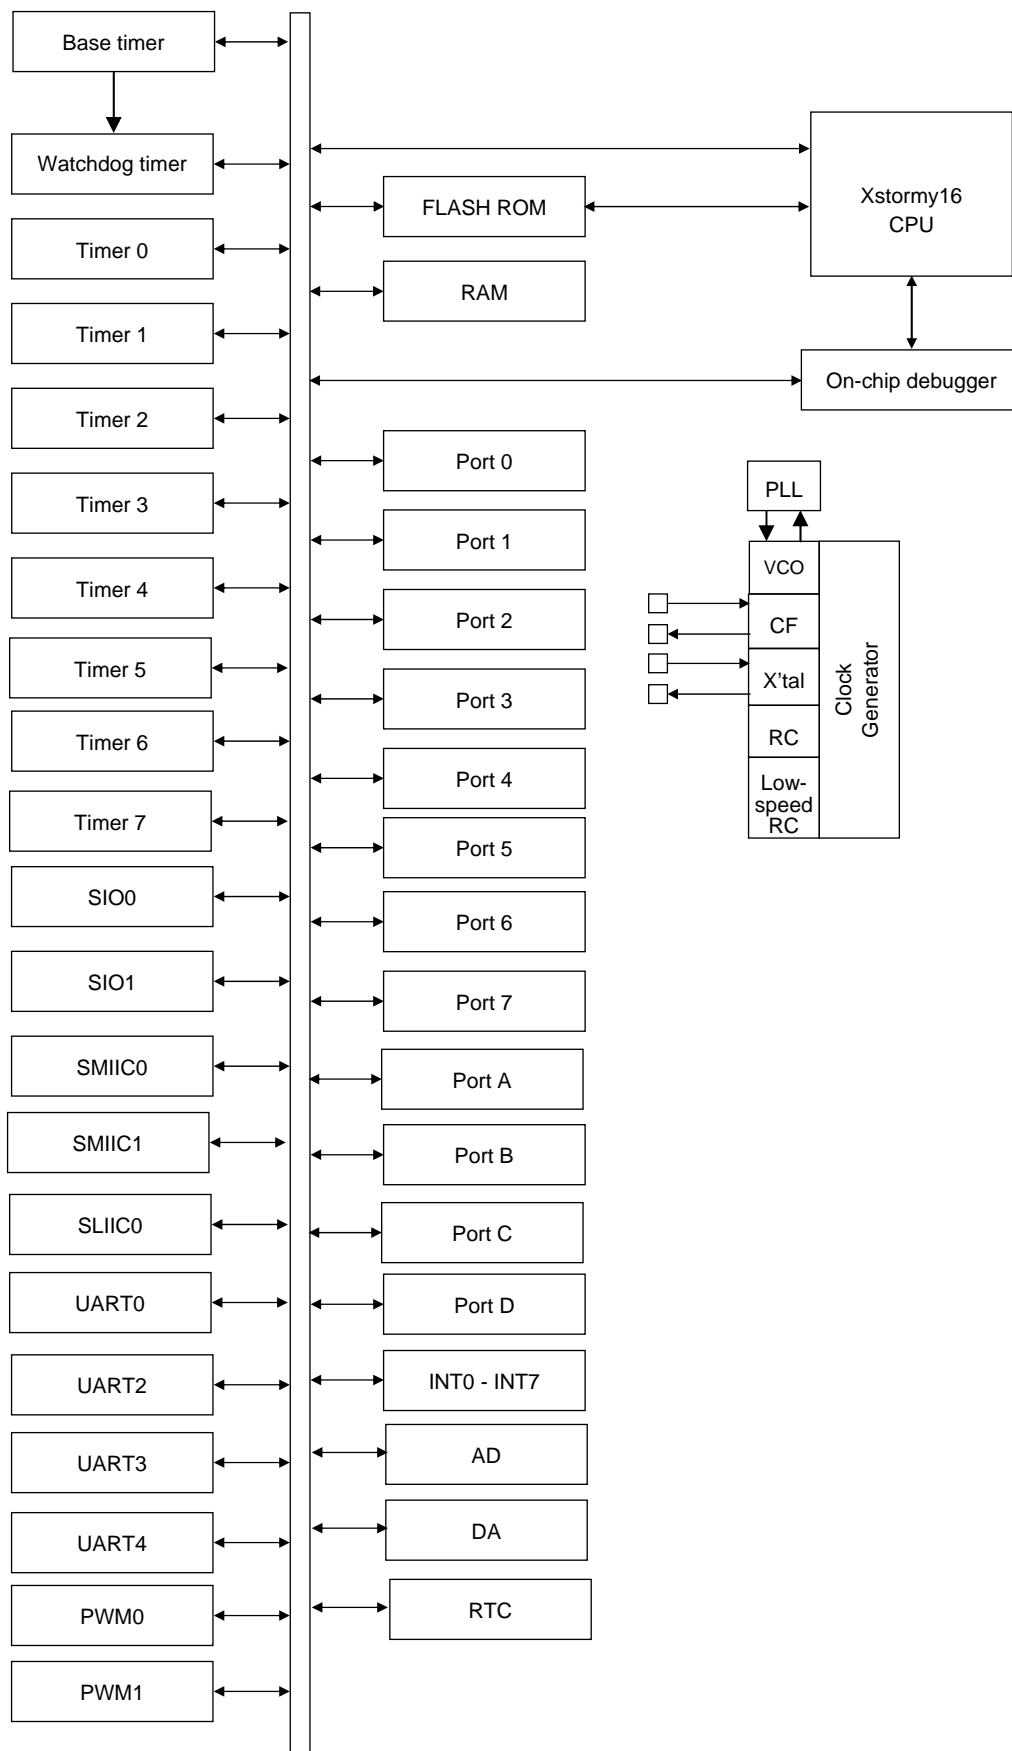 Base timer
Watchdog timer
Timer 0
Timer 1
Timer 2
Timer 3
Timer 4
Timer 5
Timer 6
Timer 7
SIO0
SIO1
SMIIC0
SMIIC1
SLIIC0
UART0
UART2
UART3
UART4
PWM0
PWM1
FLASH ROM
RAM
Port 0
Port 1
Port 2
Port 3
Port 4
Port 5
Port 6
Port 7
Port A
Port B
Port C
Port D
INT0 - INT7
AD
DA
RTC
Xstormy16
CPU
On-chip debugger
PLL
VCO
CF
X'tal
RC
Low-
speed
RC
Clock
Generator